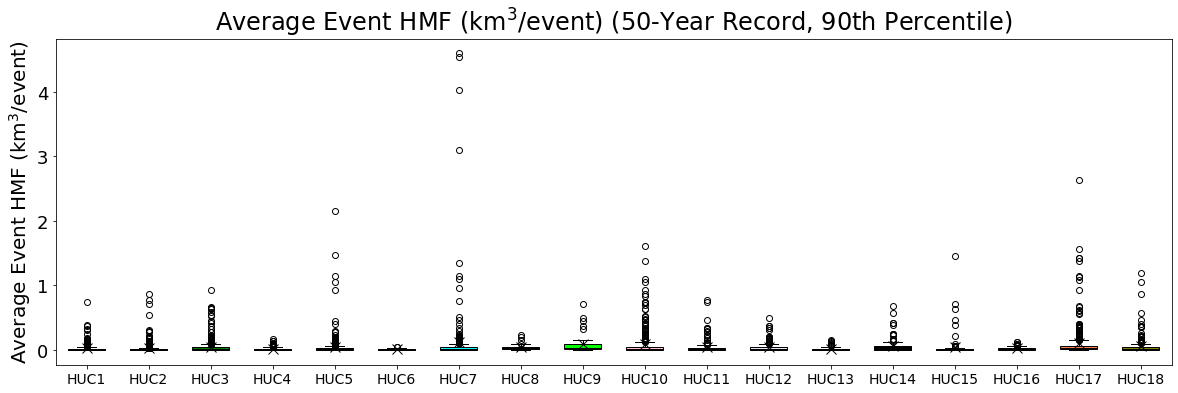 Average Event HMF (km³/event) (50-Year Record, 90th Percentile)
Average Event HMF (km³/event)
4
3
2
1
0
HUC1 HUC2 HUC3 HUC4 HUC5 HUC6 HUC7 HUC8 HUC9 HUC10 HUC11 HUC12 HUC13 HUC14 HUC15 HUC16 HUC17 HUC18